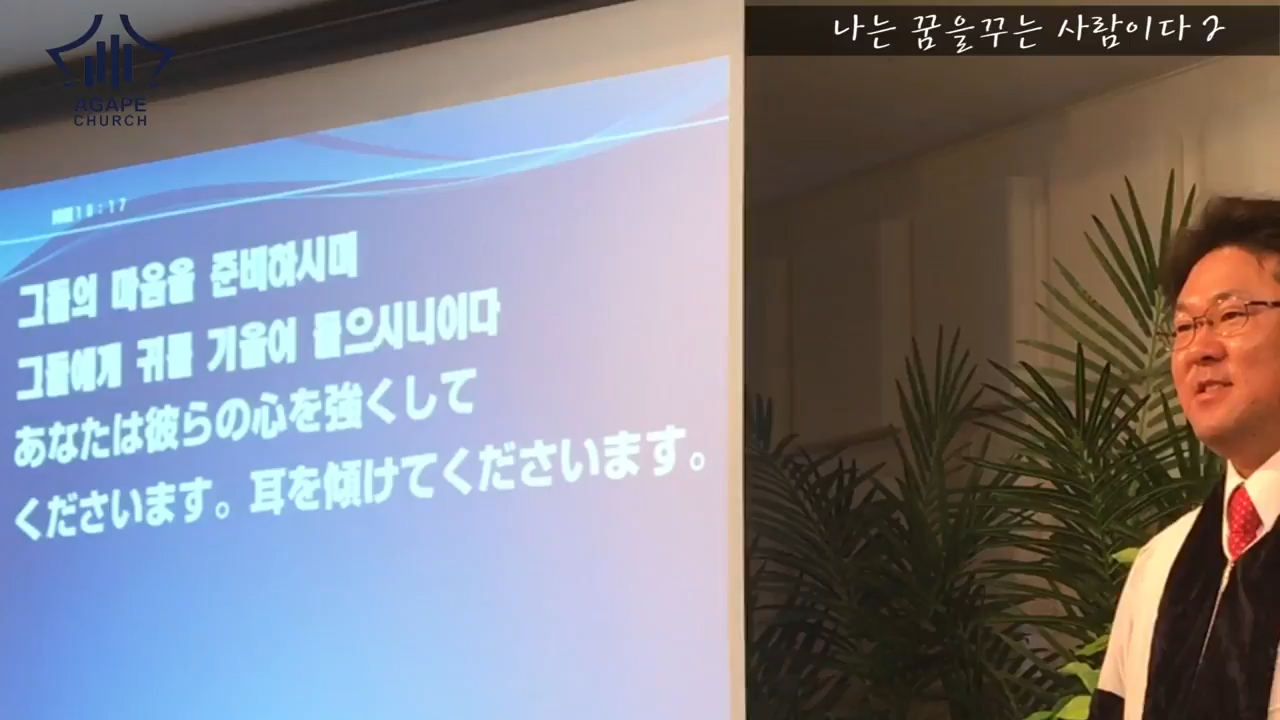 AGAPE
CHURCH
나는 꿈을꾸는 사람이다 2
10:17
그들의 마음을 준비하시며
그들에게 귀를 기울여 들으시니이다
あなたは彼らの心を強くして
くださいます。耳を傾けてくださいます。